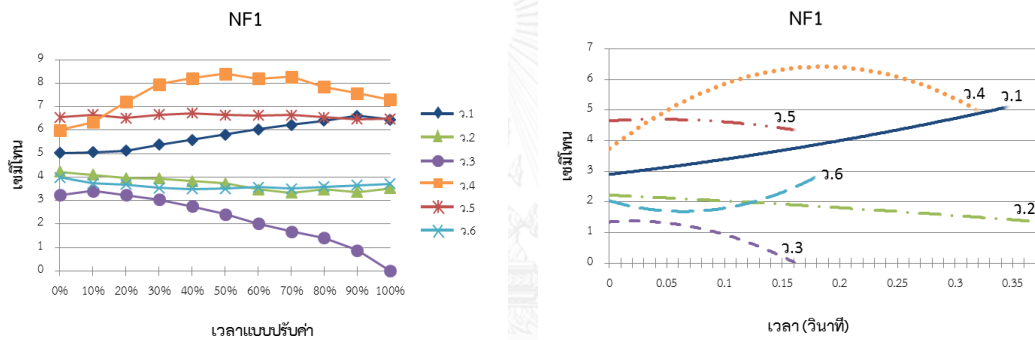 NF1
9
8
7
6
5
4
3
2
1
0
เซมิโทน
0% 10% 20% 30% 40% 50% 60% 70% 80% 90% 100%
เวลาแบบปรับค่า
ว.1
ว.2
ว.3
ว.4
ว.5
ว.6
NF1
7
6
5
4
3
2
1
0
เซมิโทน
ว.4
ว.1
ว.5
ว.6
ว.2
ว.3
0 0.05 0.1 0.15 0.2 0.25 0.3 0.35
เวลา (วินาที)